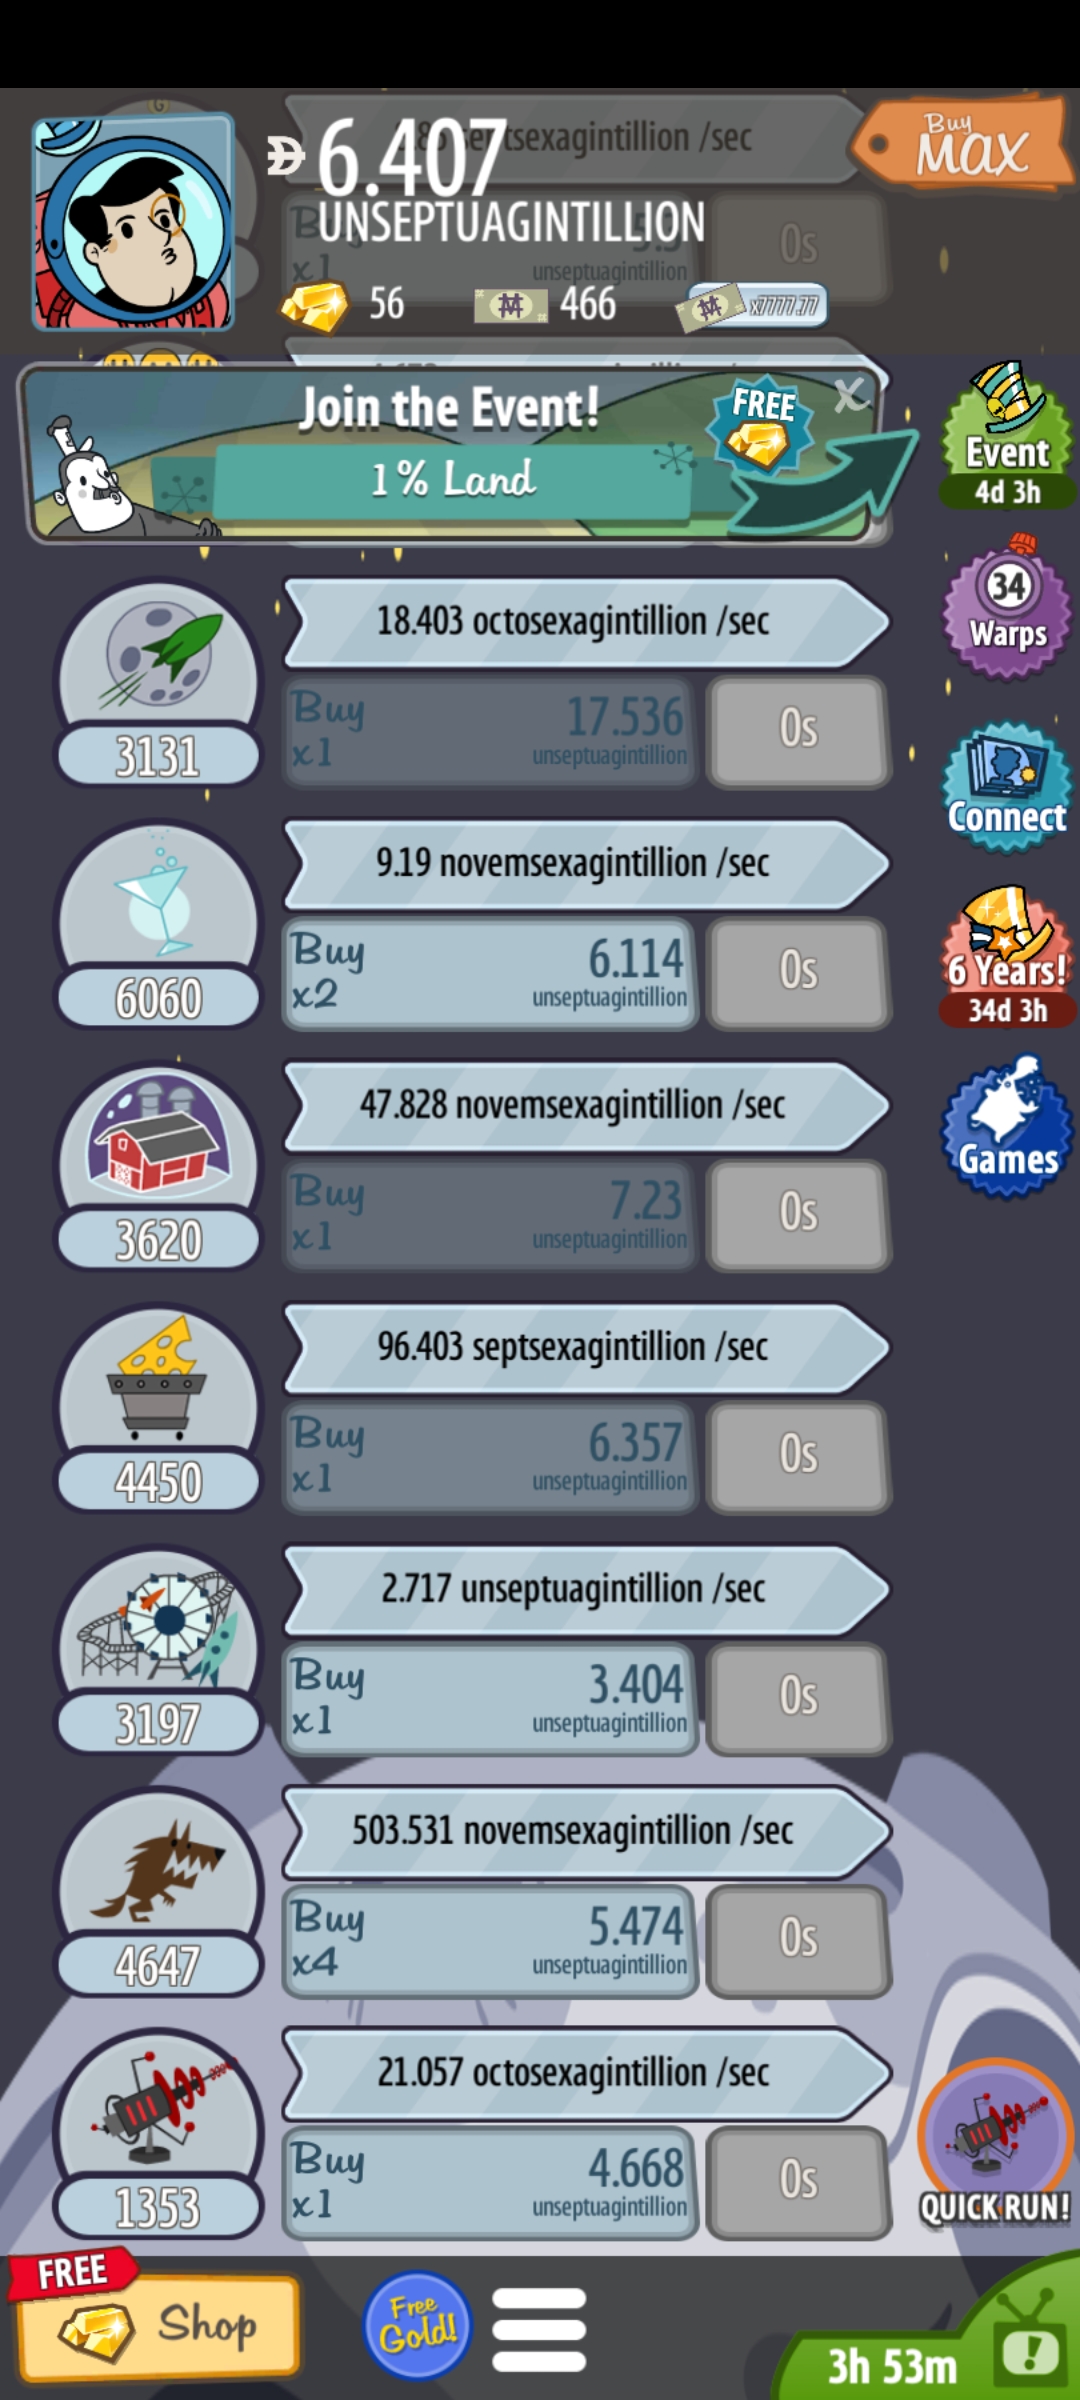 6.407
UNSEPTUAGINTILLION
septsexagintillion /sec
Buy
MAX
x1
unseptuagintillion
0s
56
466
x7777.77
Join the Event!
1% Land
FREE
X
Event
4d 3h
18.403 octosexagintillion /sec
Buy
x1
17.536
unseptuagintillion
0s
3131
34
Warps
9.19 novemsexagintillion /sec
Buy
x2
6.114
unseptuagintillion
0s
6060
Connect
6 Years!
34d 3h
47.828 novemsexagintillion /sec
Buy
x1
7.23
unseptuagintillion
0s
3620
Games
96.403 septsexagintillion /sec
Buy
x1
6.357
unseptuagintillion
0s
4450
2.717 unseptuagintillion /sec
Buy
x1
3.404
unseptuagintillion
0s
3197
503.531 novemsexagintillion /sec
Buy
x4
5.474
unseptuagintillion
0s
4647
21.057 octosexagintillion /sec
Buy
x1
4.668
unseptuagintillion
0s
1353
QUICK RUN!
FREE
Shop
Free
Gold!
3h 53m